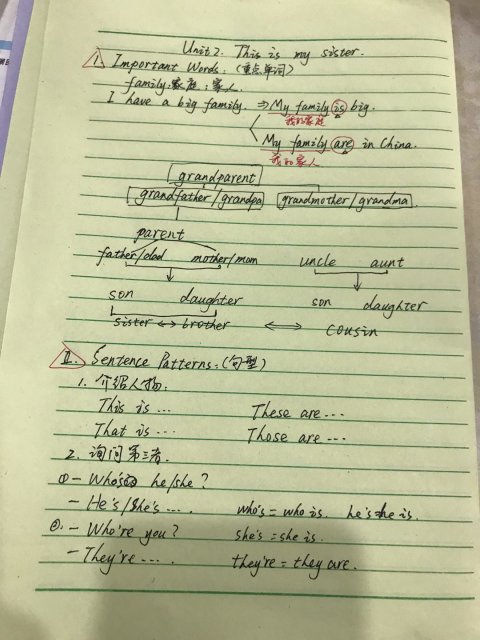 Unit 2. This is my sister.
I. Important Words: (重点单词)
family: 家庭; 家人.
I have a big family. ⇒ My family is big.
我的家庭
My family are in China.
我的家人
grandparent
grandfather/grandpa grandmother/grandma
parent
father/dad mother/mom uncle aunt
son daughter son daughter
sister ↔ brother ⇔ cousin
II. Sentence Patterns: (句型)
1. 介绍人物:
This is ... These are ...
That is ... Those are ...
2. 询问第三者.
① - Who's he/she?
- He's/She's .... who's = who is. he's = he is.
②. - Who're you? she's = she is.
- They're .... they're = they are.